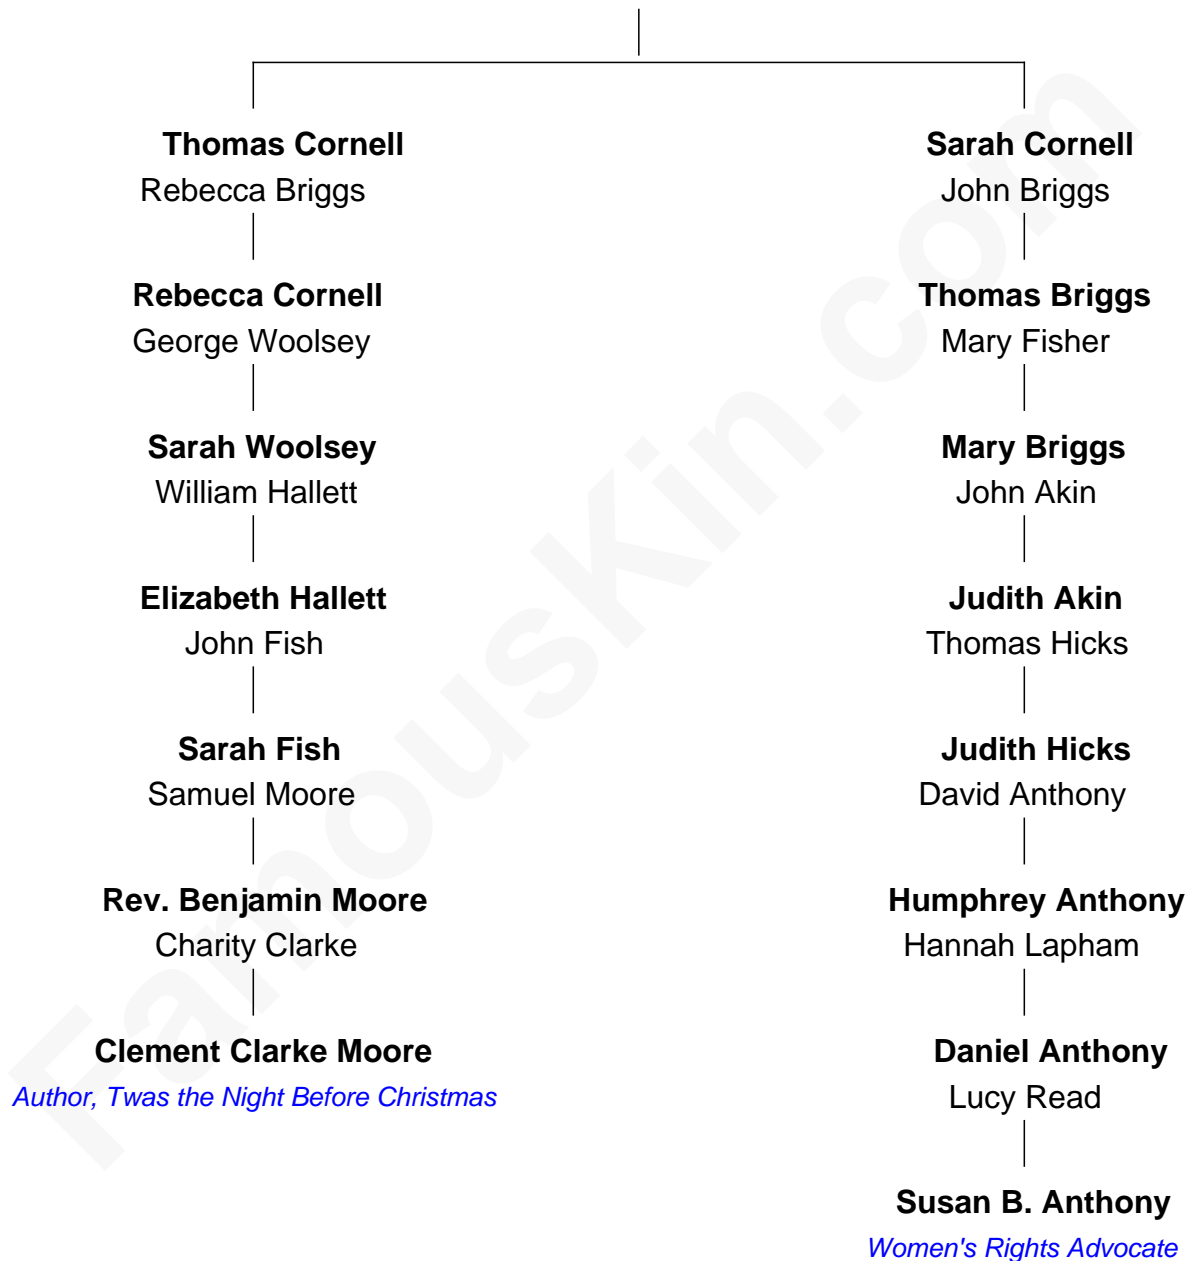 Thomas Cornell
Rebecca Briggs
Rebecca Cornell
George Woolsey
Sarah Woolsey
William Hallett
Elizabeth Hallett
John Fish
Sarah Fish
Samuel Moore
Rev. Benjamin Moore
Charity Clarke
Clement Clarke Moore
Author, Twas the Night Before Christmas
Sarah Cornell
John Briggs
Thomas Briggs
Mary Fisher
Mary Briggs
John Akin
Judith Akin
Thomas Hicks
Judith Hicks
David Anthony
Humphrey Anthony
Hannah Lapham
Daniel Anthony
Lucy Read
Susan B. Anthony
Women's Rights Advocate
FamousKin.com